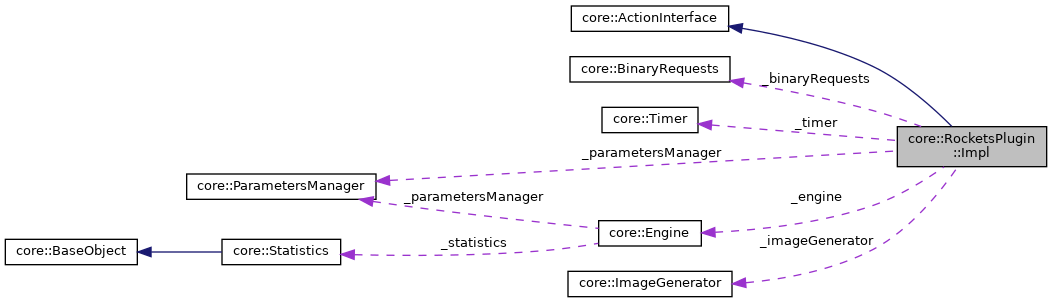 core::ActionInterface
core::BinaryRequests
_binaryRequests
core::Timer
_timer
core::RocketsPlugin
::Impl
_parametersManager
core::ParametersManager
_parametersManager
_engine
core::Engine
_statistics
_imageGenerator
core::BaseObject
core::Statistics
core::ImageGenerator